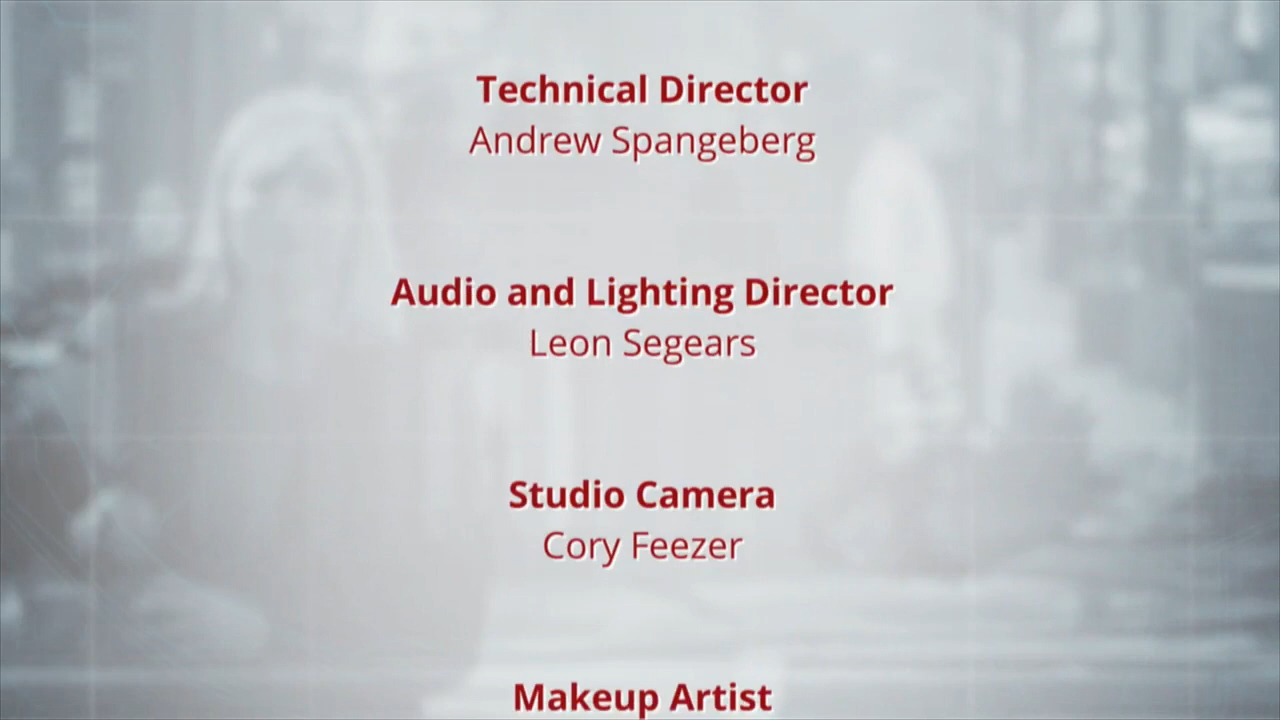 Technical Director
Andrew Spangeberg
Audio and Lighting Director
Leon Segears
Studio Camera
Cory Feezer
Makeup Artist